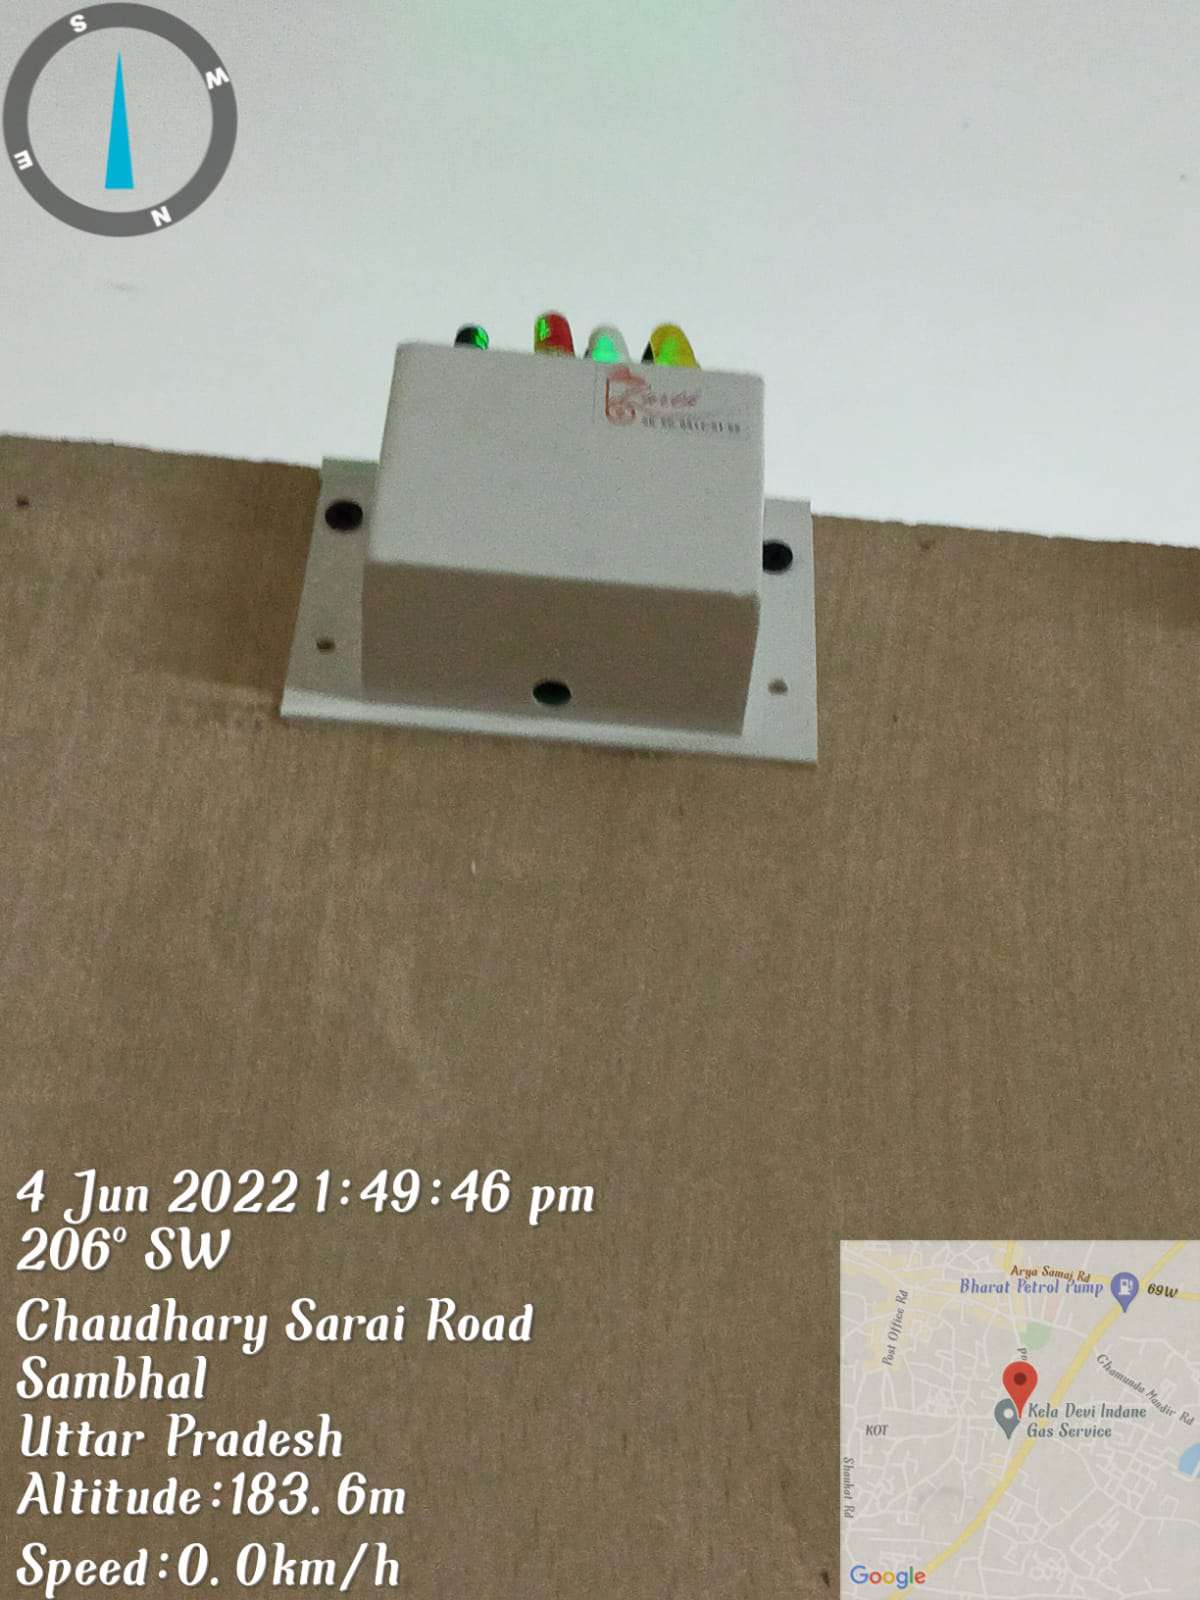 S
W
E
N
4 Jun 2022 1:49:46 pm
206° SW
Chaudhary Sarai Road
Sambhal
Uttar Pradesh
Altitude:183.6m
Speed:0.0km/h
Arya Samaj Rd
Bharat Petrol Pump
69W
Post Office Rd
Chamunda Mandir Rd
Kela Devi Indane
Gas Service
KOT
Shaukat Rd
Google